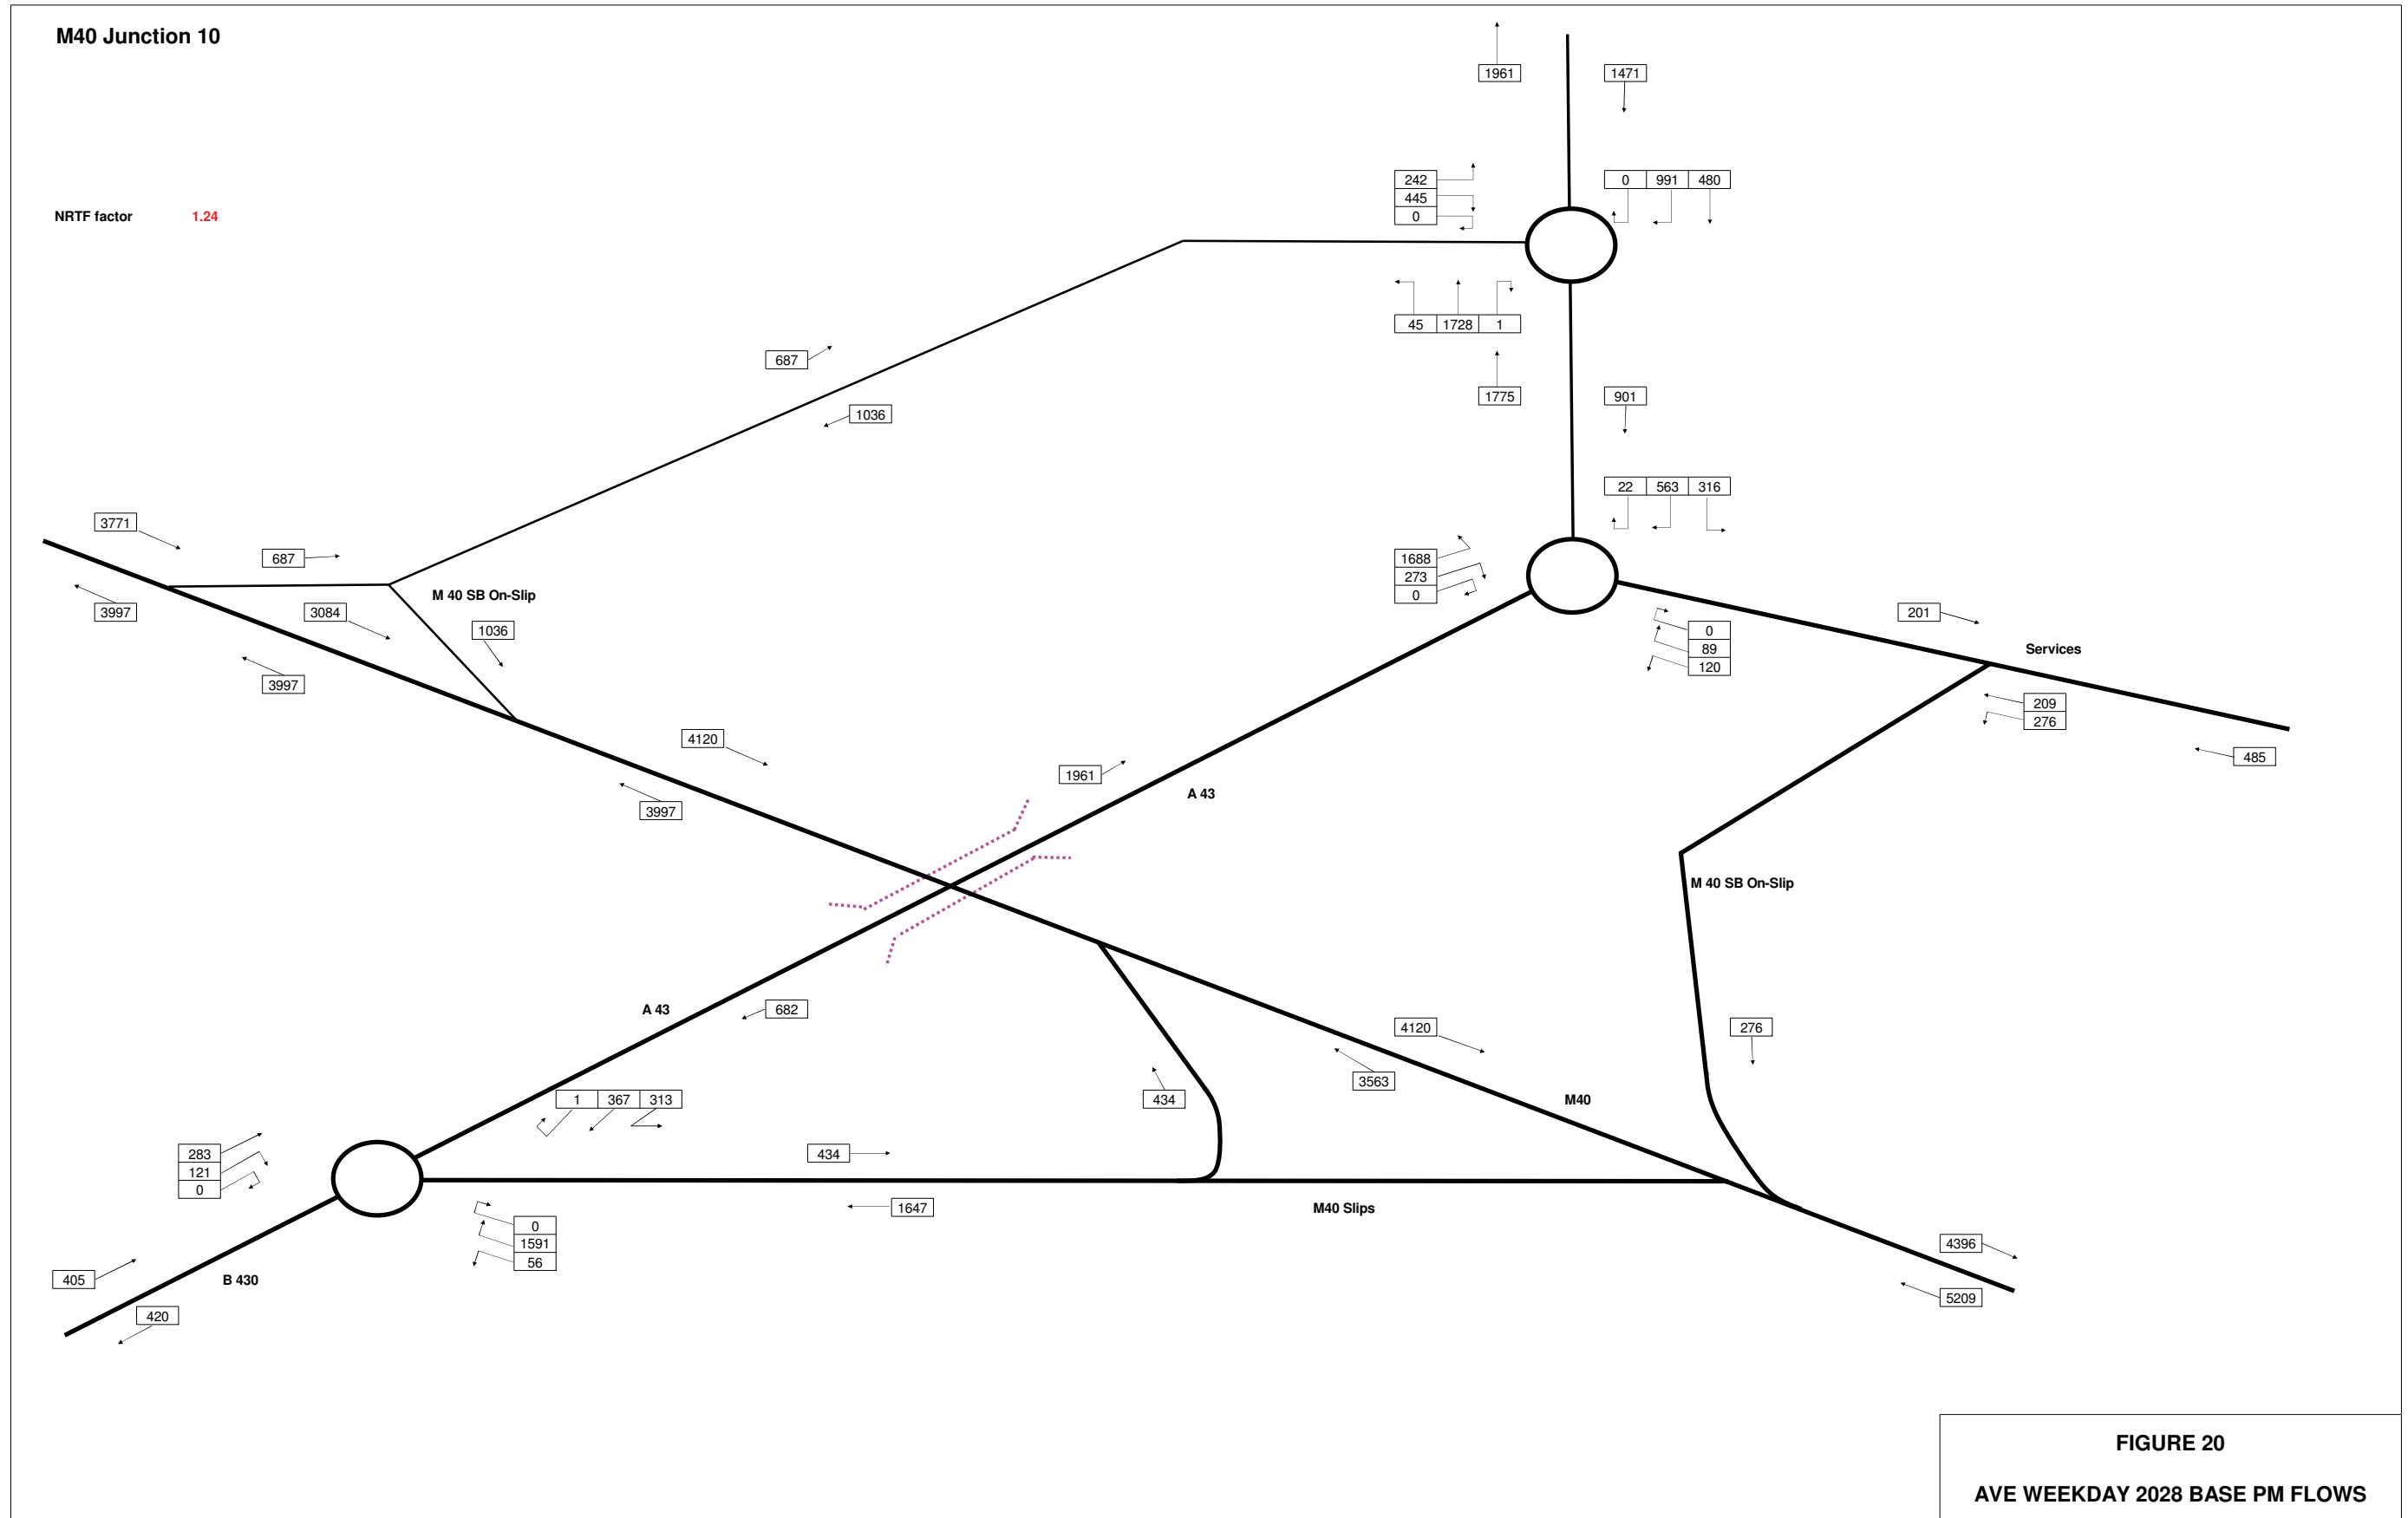 M40 Junction 10
1961
1471
242
445
0
0 991 480
NRTF factor 1.24
45 1728 1
687
1775
901
1036
22 563 316
3771
687
1688
273
0
M 40 SB On-Slip
3997
3084
1036
201
0
89
120
Services
3997
209
276
4120
485
1961
A 43
3997
M 40 SB On-Slip
A 43
682
4120
276
3563
1 367 313
434
M40
283
121
0
434
1647
M40 Slips
0
1591
56
4396
405
B 430
5209
420
FIGURE 20
AVE WEEKDAY 2028 BASE PM FLOWS